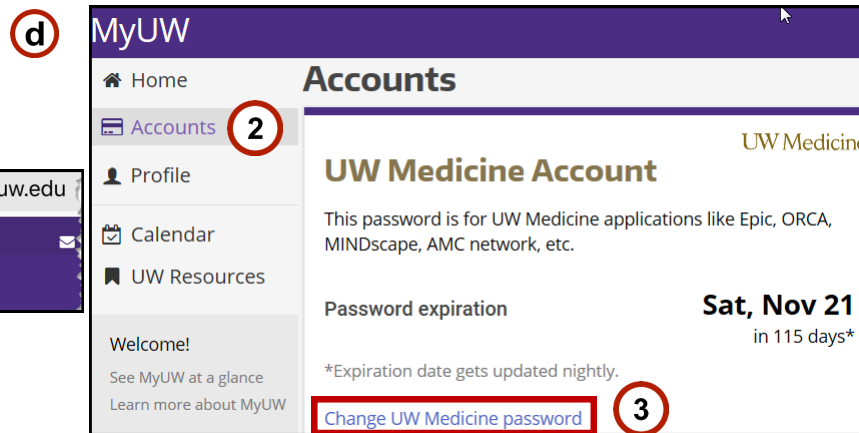 d
MyUW
Home
Accounts
2
Profile
Calendar
UW Resources
Welcome!
See MyUW at a glance
Learn more about MyUW
uw.edu
Accounts
UW Medicine
UW Medicine Account
This password is for UW Medicine applications like Epic, ORCA,
MINDscape, AMC network, etc.
Password expiration
Sat, Nov 21
in 115 days*
*Expiration date gets updated nightly.
Change UW Medicine password
3